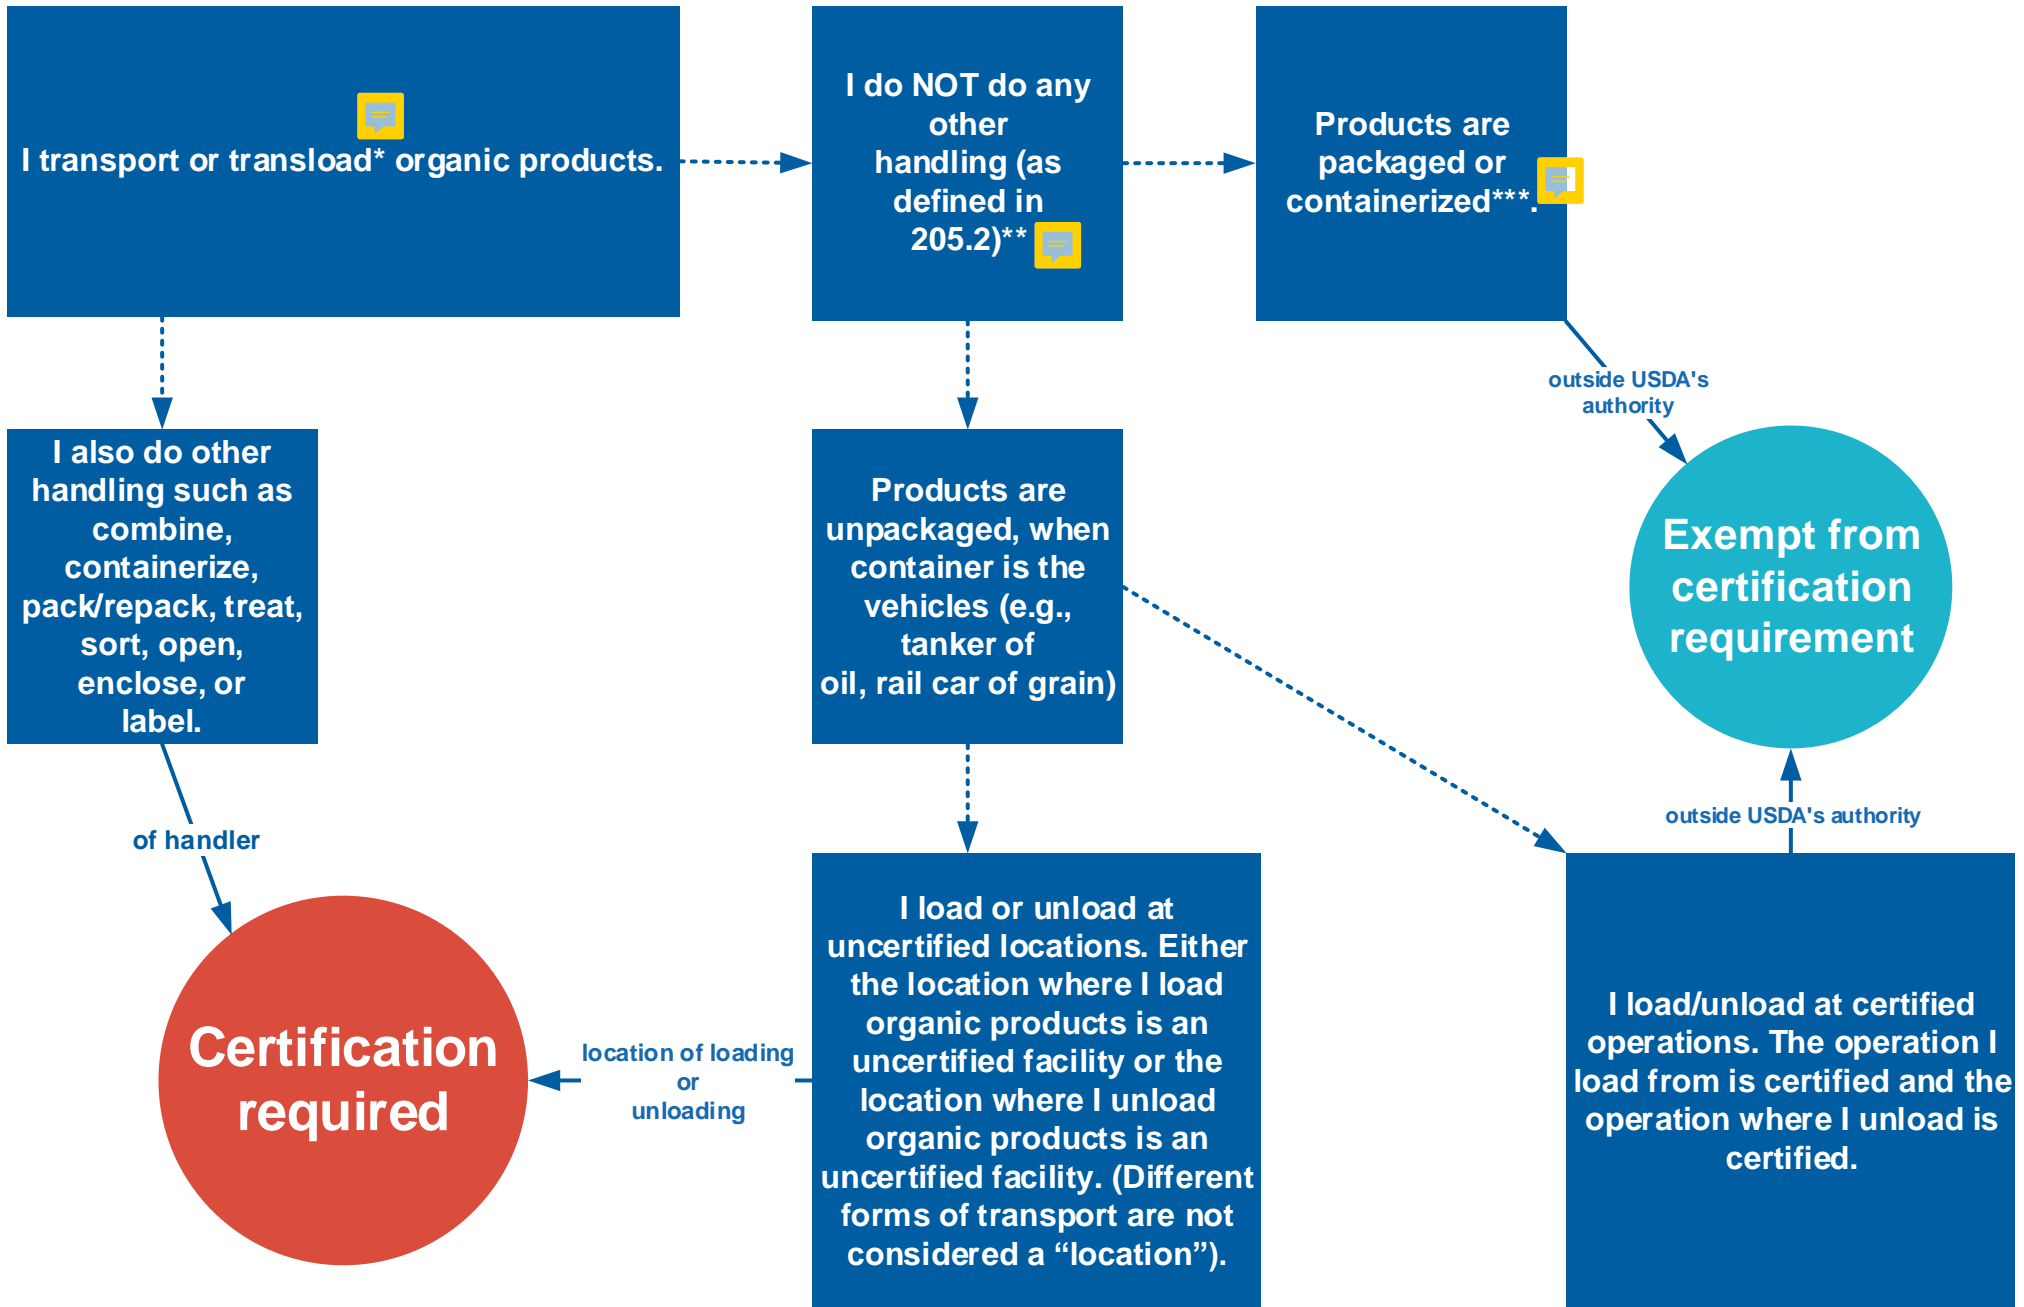 I transport or transload* organic products.
I do NOT do any
other
handling (as
defined in
205.2)**
Products are
packaged or
containerized***.
outside USDA's
authority
I also do other
handling such as
combine,
containerize,
pack/repack, treat,
sort, open,
enclose, or
label.
Products are
unpackaged, when
container is the
vehicles (e.g.,
tanker of
oil, rail car of grain)
Exempt from
certification
requirement
of handler
outside USDA's authority
Certification
required
location of loading
or
unloading
I load or unload at
uncertified locations. Either
the location where I load
organic products is an
uncertified facility or the
location where I unload
organic products is an
uncertified facility. (Different
forms of transport are not
considered a “location”).
I load/unload at certified
operations. The operation I
load from is certified and the
operation where I unload is
certified.